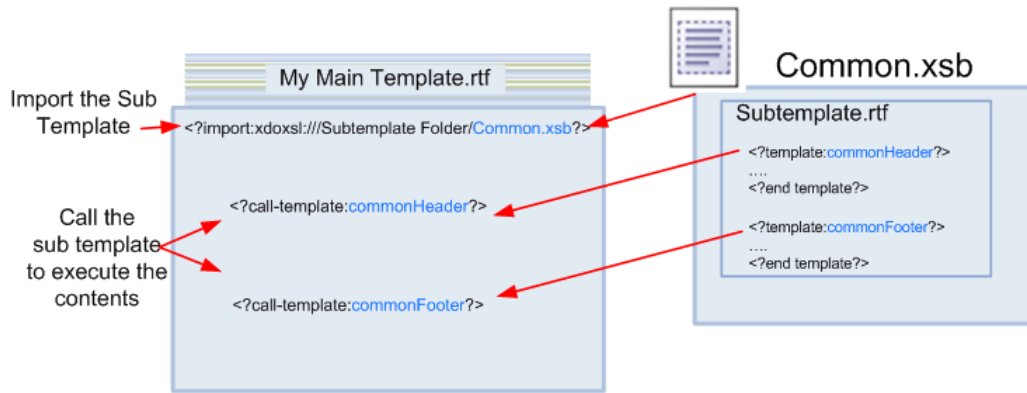 Common.xsb
My Main Template.rtf
Import the Sub
Template
<?import:xdoxsl:///Subtemplate Folder/Common.xsb?>
Call the
sub template
to execute the
contents
<?call-template:commonHeader?>
<?call-template:commonFooter?>
Subtemplate.rtf
<?template:commonHeader?>
....
<?end template?>
<?template:commonFooter?>
....
<?end template?>